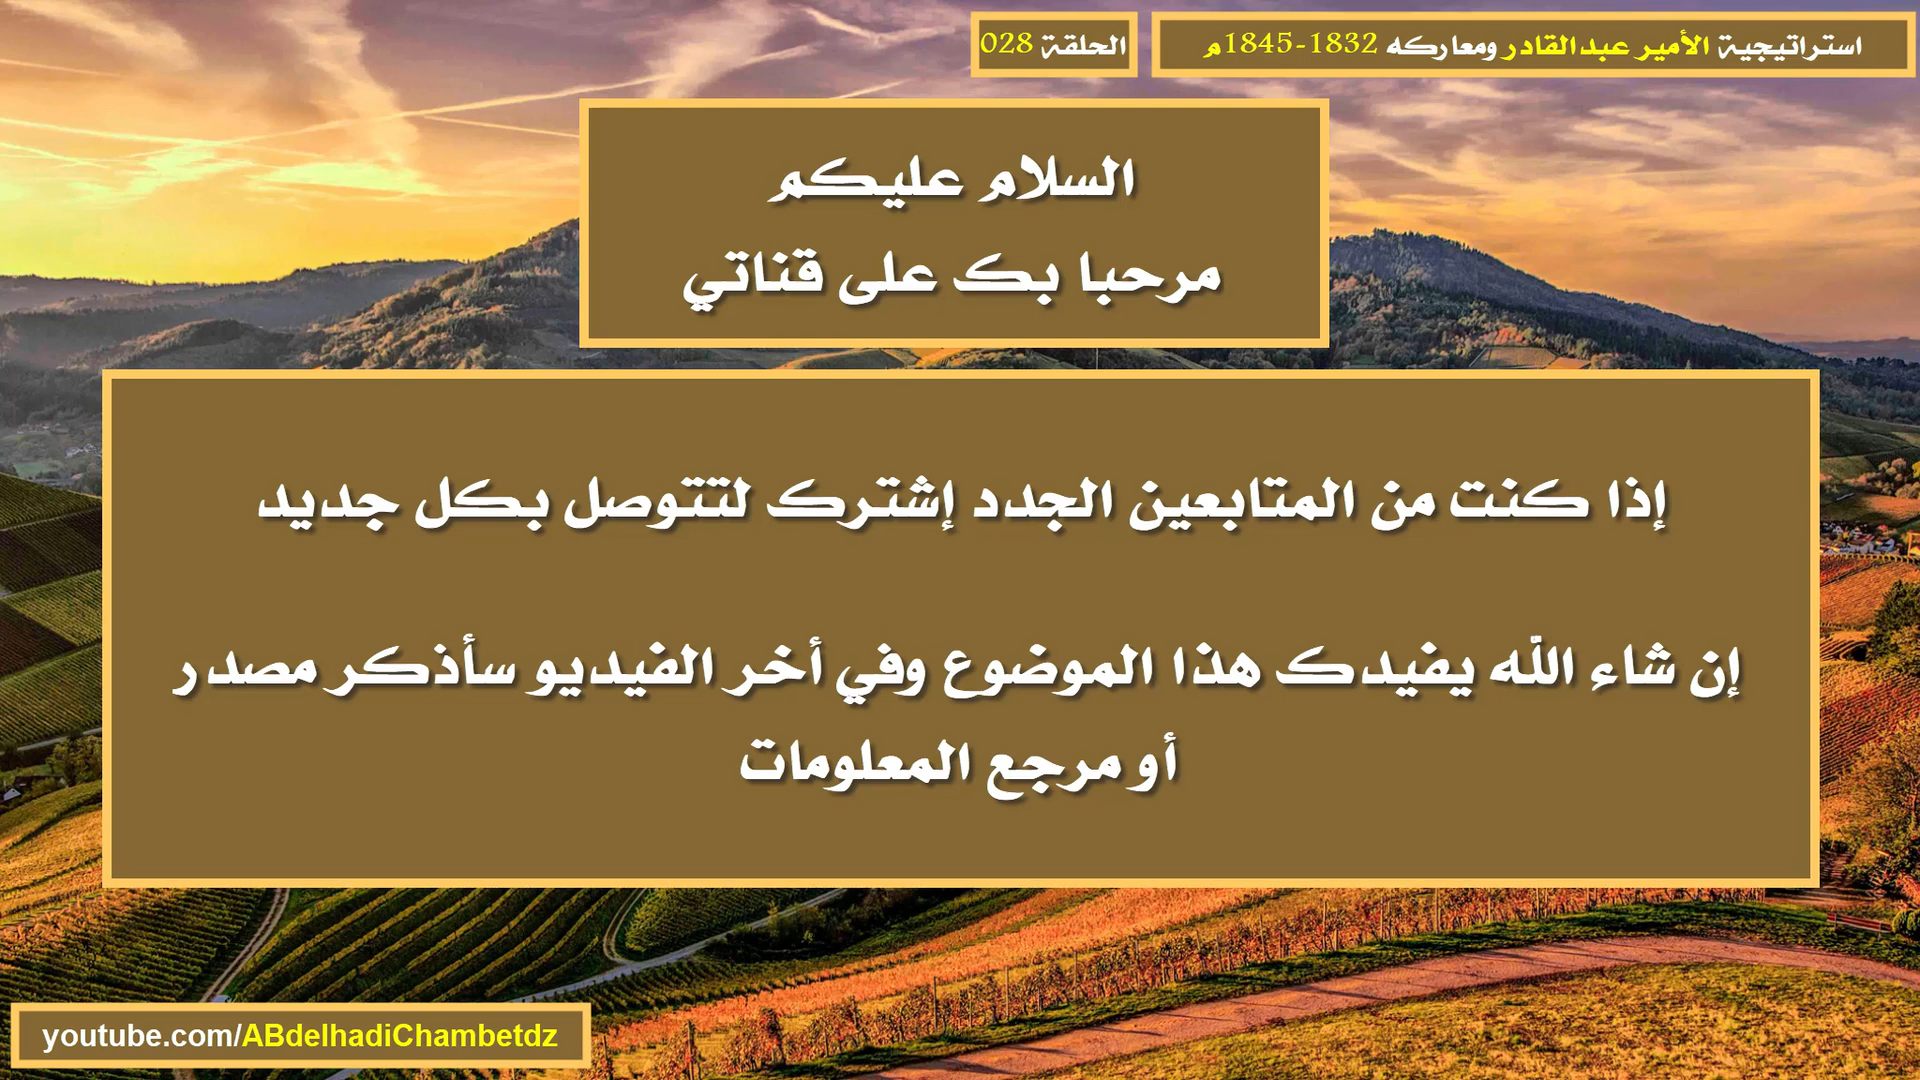 استراتيجية الأمير عبدالقادر ومعاركه 1832-1845م
الحلقة 028
السلام عليكم
مرحبا بك على قناتي
إذا كنت من المتابعين الجدد إشترك لتتوصل بكل جديد
إن شاء الله يفيدك هذا الموضوع وفي أخر الفيديو سأذكر مصدر
أو مرجع المعلومات
youtube.com/ABdelhadiChambetdz